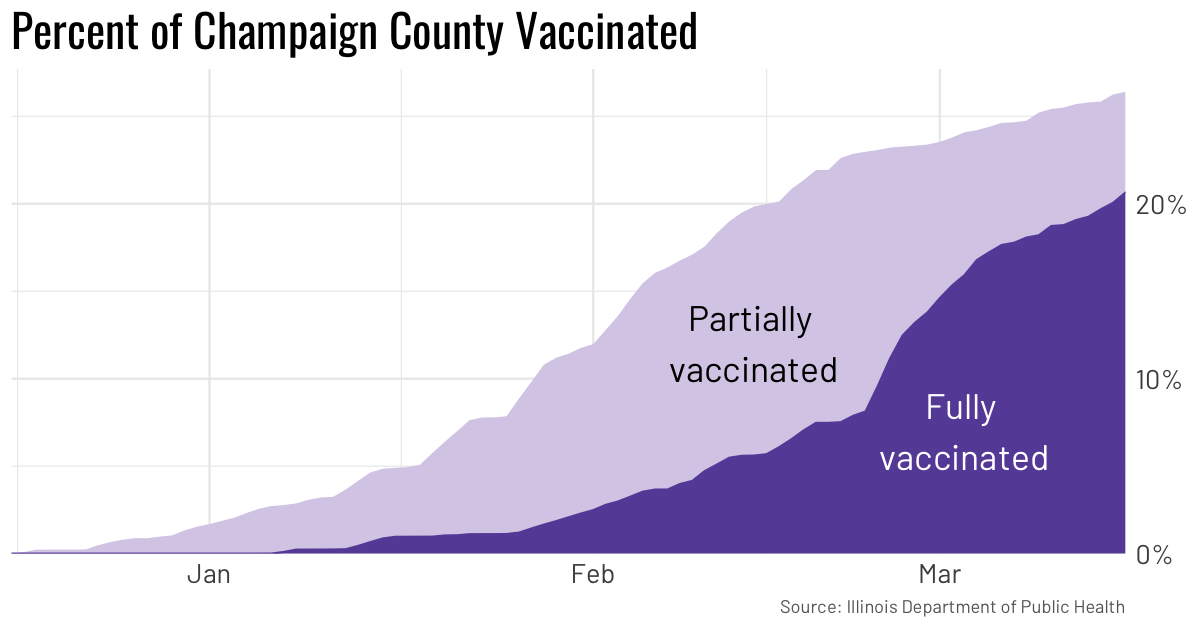 Percent of Champaign County Vaccinated
20%
Partially
vaccinated
10%
Fully
vaccinated
0%
Jan
Feb
Mar
Source: Illinois Department of Public Health